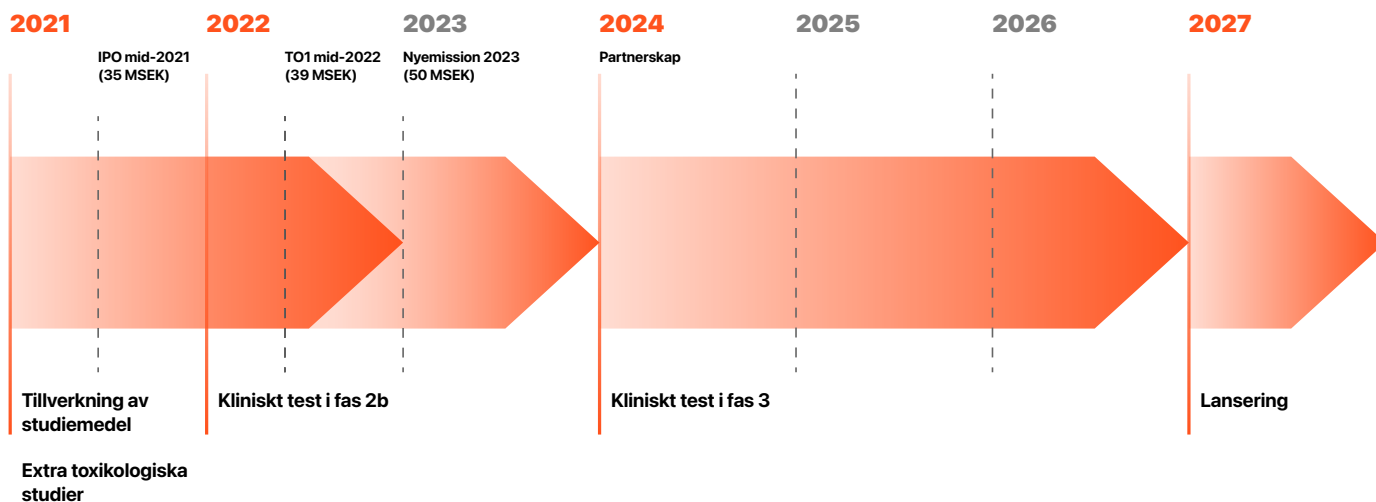 2021
2022
2023
2024
2025
2026
2027
IPO mid-2021
(35 MSEK)
TO1 mid-2022
(39 MSEK)
Nyemission 2023
(50 MSEK)
Partnerskap
Tillverkning av
studiemedel
Extra toxikologiska
studier
Kliniskt test i fas 2b
Kliniskt test i fas 3
Lansering